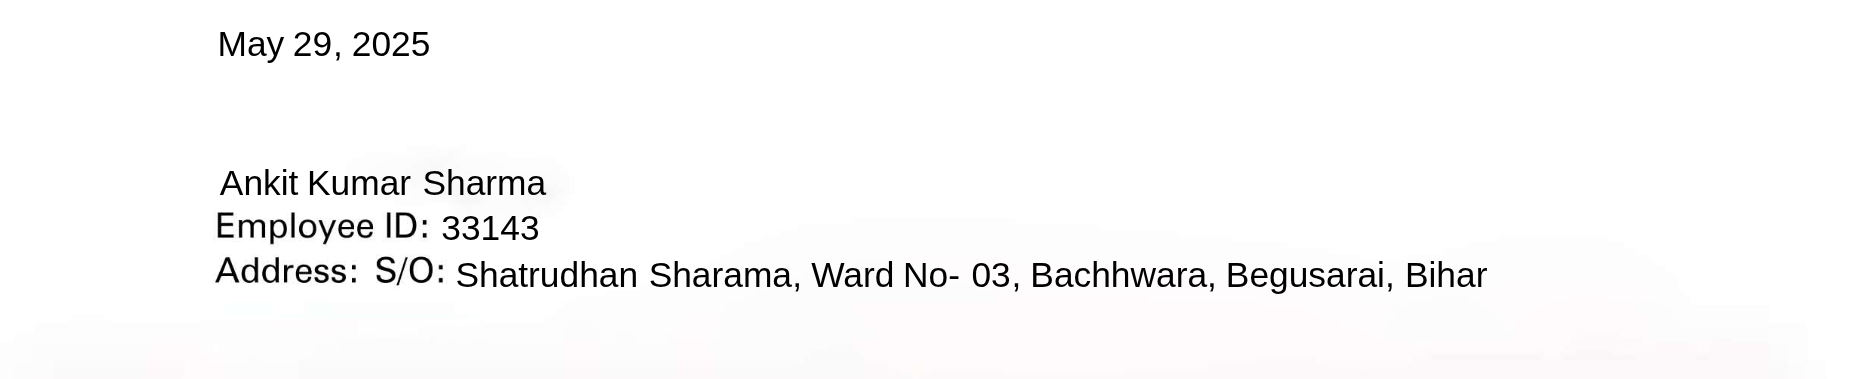 May 29, 2025
Ankit Kumar Sharma
Employee ID: 33143
Address: S/O: Shatrudhan Sharama, Ward No- 03, Bachhwara, Begusarai, Bihar